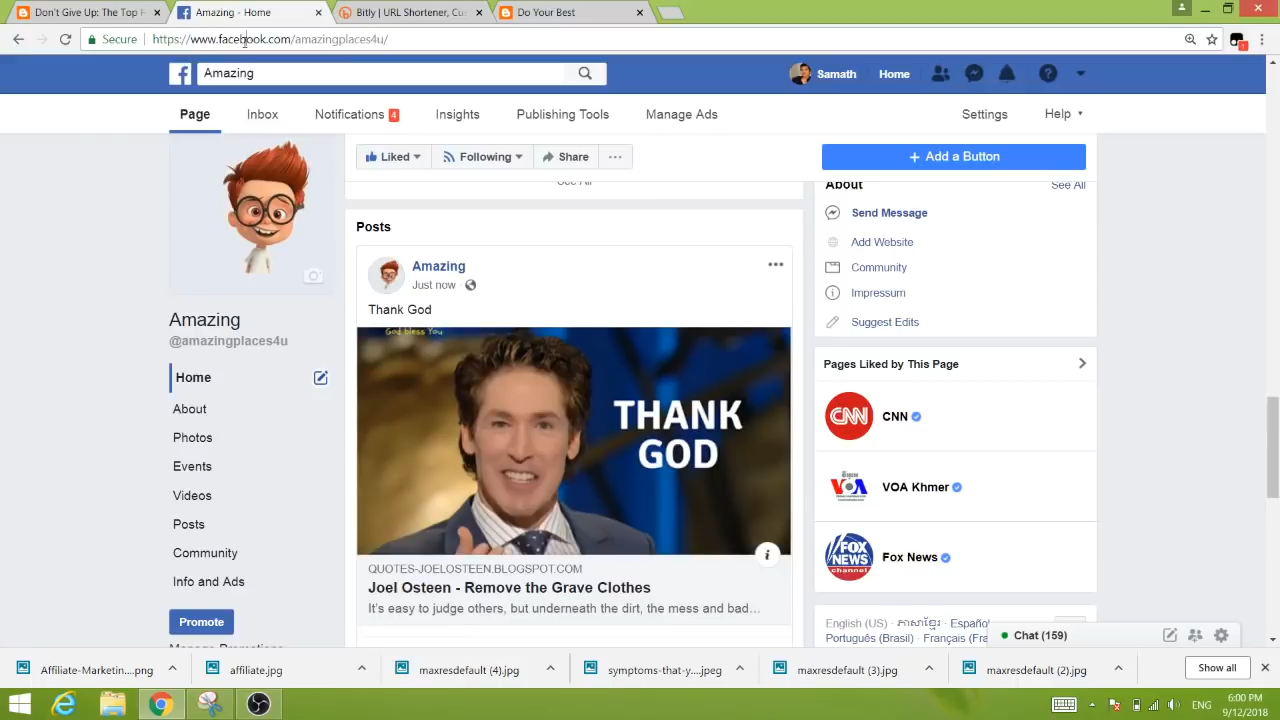 Don't Give Up: The Top R
Amazing - Home
Bitly | URL Shortener, Cus
Do Your Best
Secure
https://www.facebook.com/amazingplaces4u/
Amazing
Samath
Home
Page
Inbox
Notifications 4
Insights
Publishing Tools
Manage Ads
Settings
Help
Liked
Following
Share
+ Add a Button
See All
About
See All
Send Message
Add Website
Community
Impressum
Suggest Edits
Posts
Amazing
Just now
Thank God
God bless You
THANK
GOD
QUOTES-JOELOSTEEN.BLOGSPOT.COM
Joel Osteen - Remove the Grave Clothes
It's easy to judge others, but underneath the dirt, the mess and bad...
Amazing
@amazingplaces4u
Home
About
Photos
Events
Videos
Posts
Community
Info and Ads
Promote
Manage Promotions
Pages Liked by This Page
CNN
CNN
VOA
VOA Khmer
FOX
NEWS
channel
Fox News
English (US) · ភាសាខ្មែរ · Español
Português (Brasil) · Français (Fra
Chat (159)
Affiliate-Marketin....png
affiliate.jpg
maxresdefault (4).jpg
symptoms-that-y....jpeg
maxresdefault (3).jpg
maxresdefault (2).jpg
Show all
ENG
6:00 PM
9/12/2018